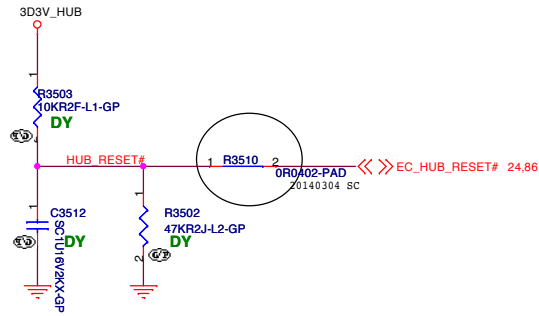 3D3V_HUB
1
R3503
10KR2F-L1-GP
DY
2
HUB_RESET#
1
R3510
2
0R0402-PAD
20140304 SC
EC_HUB_RESET# 24,86
1
C3512
SC1U16V2KX-GP
DY
1
R3502
47KR2J-L2-GP
DY
2